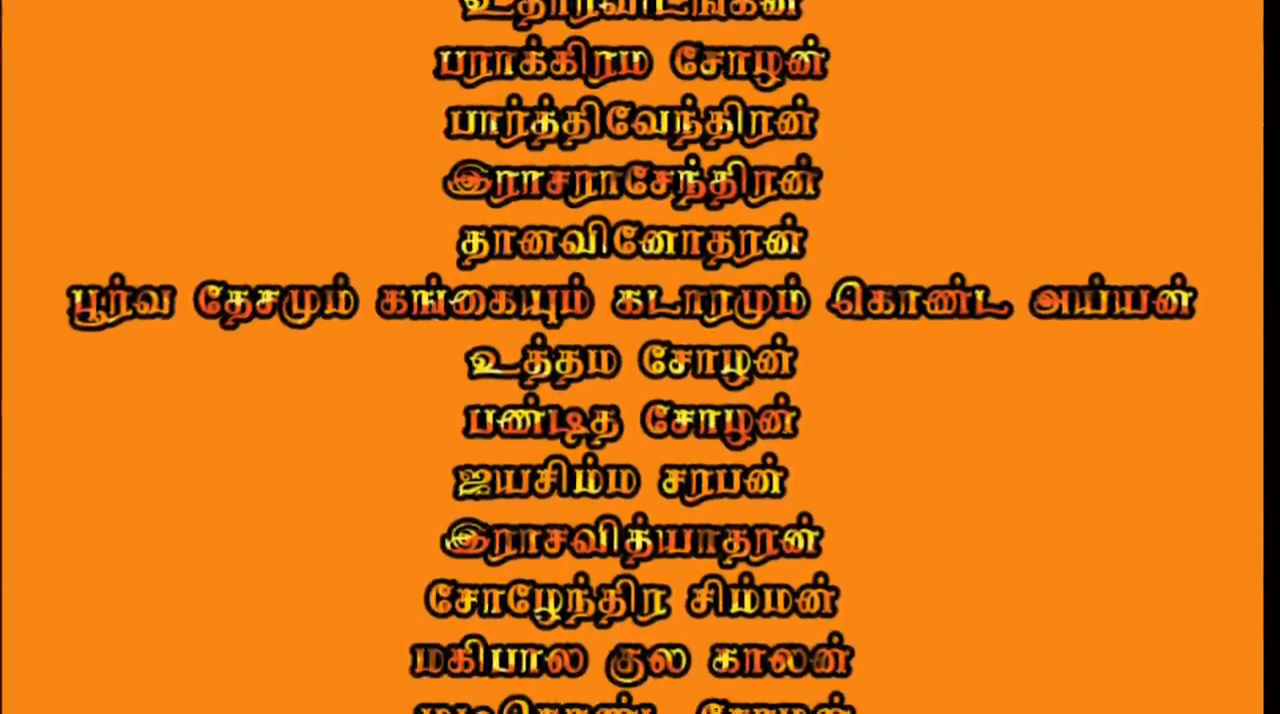 பராக்கிரம சோழன்
பார்த்திவேந்திரன்
இராசராசேந்திரன்
தானவினோதரன்
பூர்வ தேசமும் கங்கையும் கடாரமும் கொண்ட அய்யன்
உத்தம சோழன்
பண்டித சோழன்
ஜயசிம்ம சரபன்
இராசவித்யாதரன்
சோழேந்திர சிம்மன்
மகிபால குல காலன்